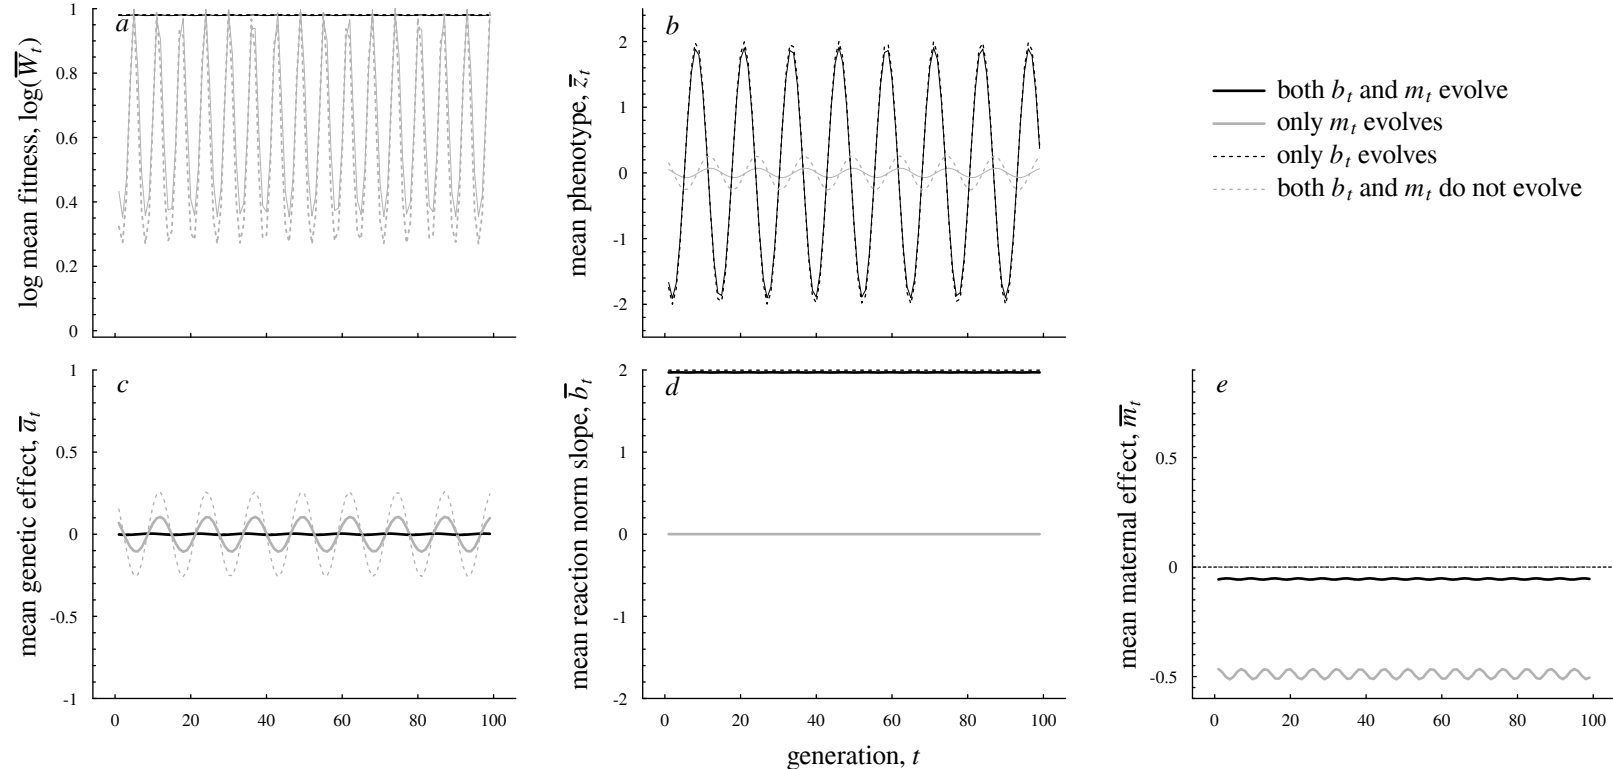 a
log mean fitness, log(W̅t)
1
0.8
0.6
0.4
0.2
0
b
mean phenotype, z̅t
2
1
0
-1
-2
both bt and mt evolve
only mt evolves
only bt evolves
both bt and mt do not evolve
c
mean genetic effect, a̅t
1
0.5
0
-0.5
-1
0 20 40 60 80 100
d
mean reaction norm slope, b̅t
2
1
0
-1
-2
0 20 40 60 80 100
generation, t
e
mean maternal effect, m̅t
0.5
0
-0.5
0 20 40 60 80 100